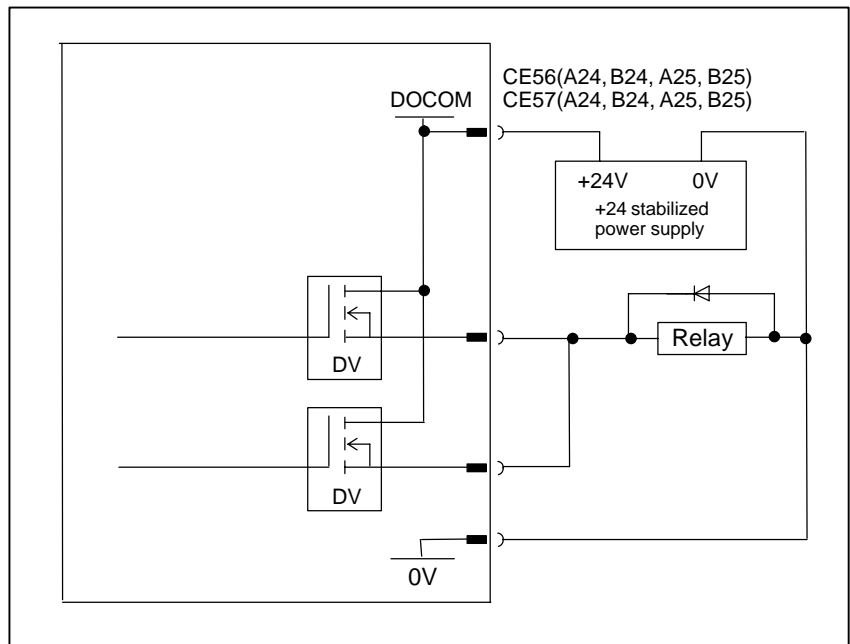 CE56(A24, B24, A25, B25)
CE57(A24, B24, A25, B25)
DOCOM
+24V 0V
+24 stabilized
power supply
Relay
DV
DV
0V